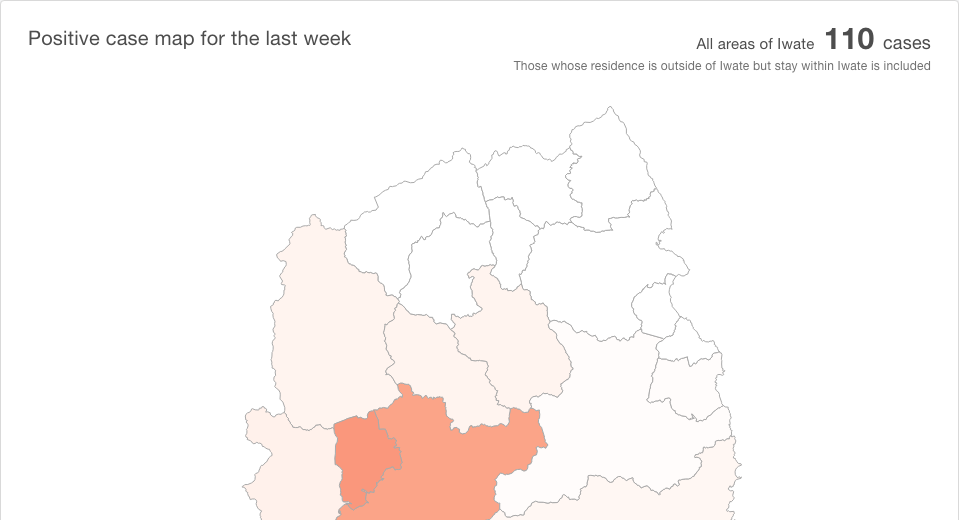 Positive case map for the last week
All areas of Iwate 110 cases
Those whose residence is outside of Iwate but stay within Iwate is included